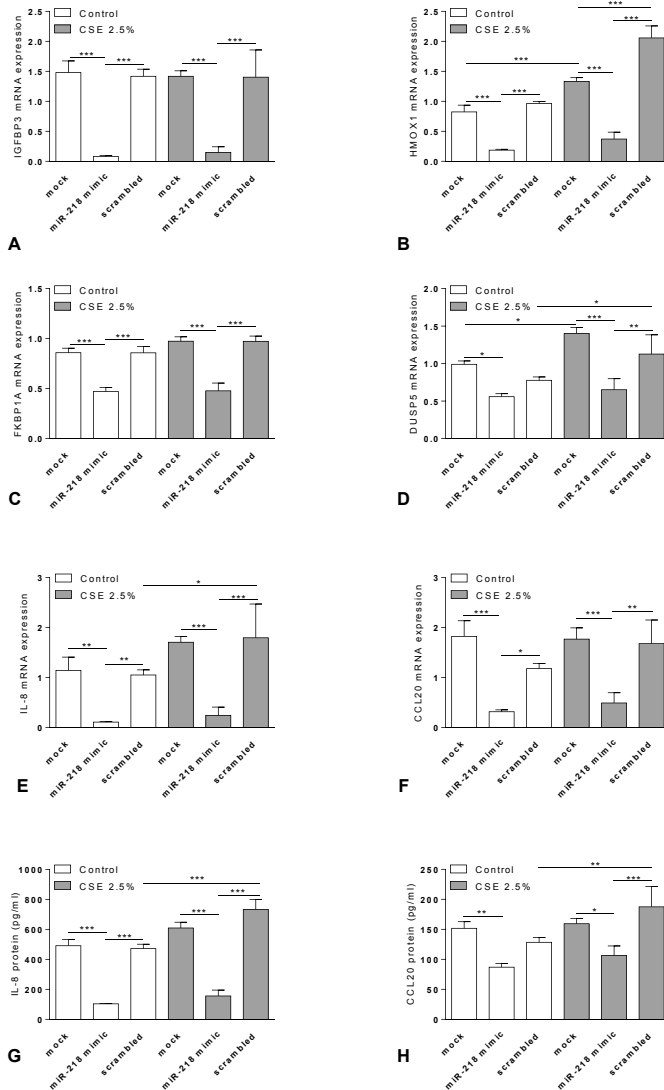 Control
CSE 2.5%
IGFBP3 mRNA expression
2.5
2.0
1.5
1.0
0.5
0.0
*** *** *** ***
mock
miR-218 mimic
scrambled
mock
miR-218 mimic
scrambled
A
Control
CSE 2.5%
HMOX1 mRNA expression
2.5
2.0
1.5
1.0
0.5
0.0
***
***
***
***
***
***
mock
miR-218 mimic
scrambled
mock
miR-218 mimic
scrambled
B
Control
CSE 2.5%
FKBP1A mRNA expression
1.5
1.0
0.5
0.0
*** *** *** ***
mock
miR-218 mimic
scrambled
mock
miR-218 mimic
scrambled
C
Control
CSE 2.5%
DUSP5 mRNA expression
2.0
1.5
1.0
0.5
0.0
*
***
*
**
*
mock
miR-218 mimic
scrambled
mock
miR-218 mimic
scrambled
D
Control
CSE 2.5%
IL-8 mRNA expression
3
2
1
0
*
***
***
**
**
mock
miR-218 mimic
scrambled
mock
miR-218 mimic
scrambled
E
Control
CSE 2.5%
CCL20 mRNA expression
3
2
1
0
***
*
***
**
mock
miR-218 mimic
scrambled
mock
miR-218 mimic
scrambled
F
Control
CSE 2.5%
IL-8 protein (pg/ml)
1000
800
600
400
200
0
***
***
***
***
***
mock
miR-218 mimic
scrambled
mock
miR-218 mimic
scrambled
G
Control
CSE 2.5%
CCL20 protein (pg/ml)
250
200
150
100
50
0
**
***
**
*
mock
miR-218 mimic
scrambled
mock
miR-218 mimic
scrambled
H